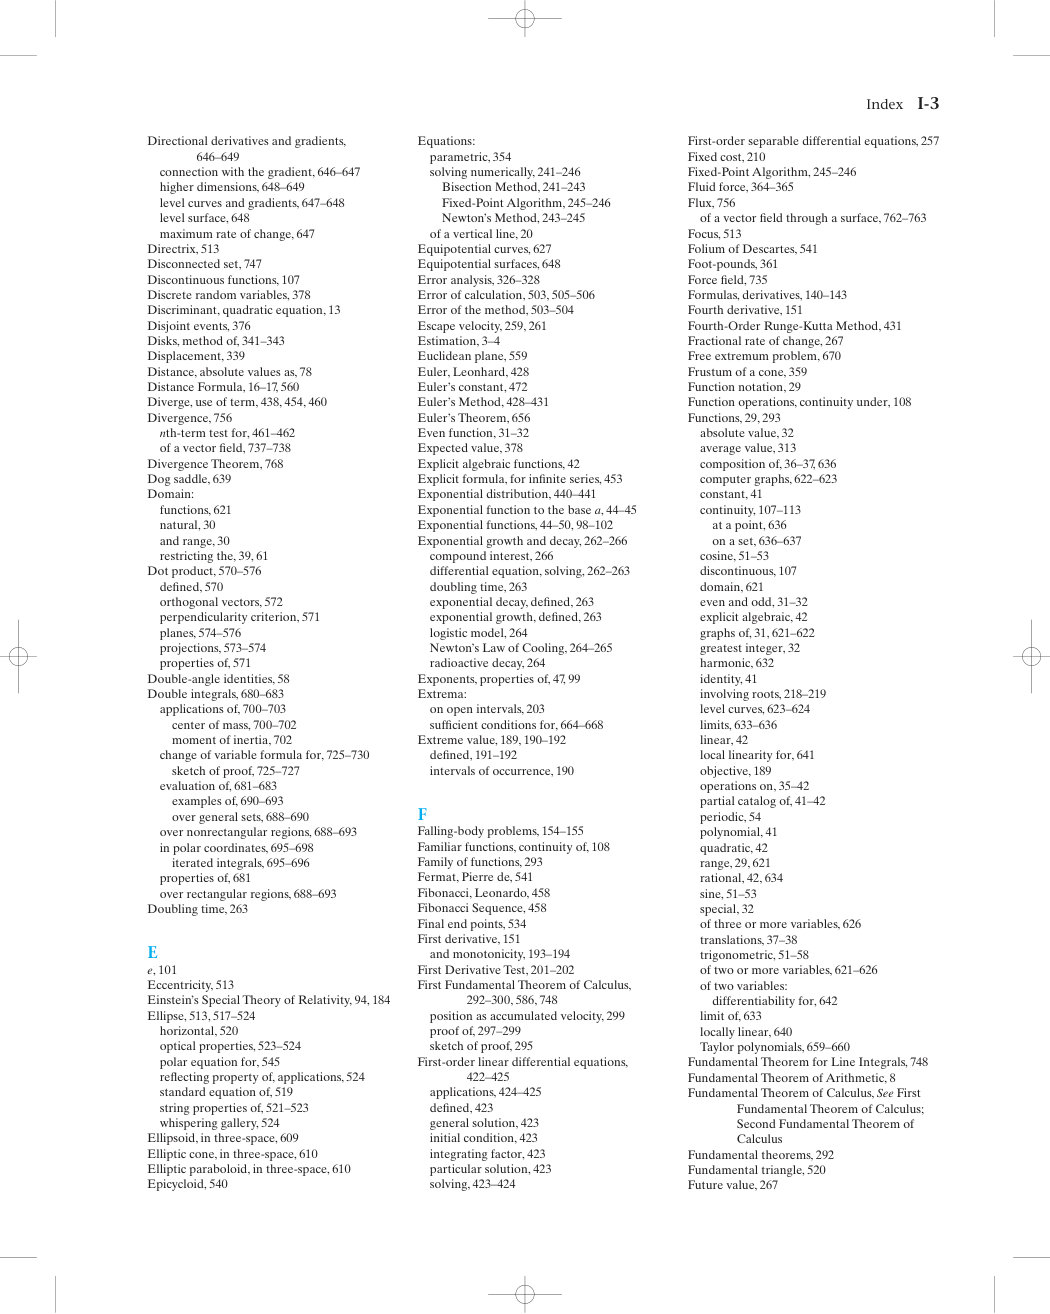 Index I-3
Directional derivatives and gradients,
646–649
connection with the gradient, 646–647
higher dimensions, 648–649
level curves and gradients, 647–648
level surface, 648
maximum rate of change, 647
Directrix, 513
Disconnected set, 747
Discontinuous functions, 107
Discrete random variables, 378
Discriminant, quadratic equation, 13
Disjoint events, 376
Disks, method of, 341–343
Displacement, 339
Distance, absolute values as, 78
Distance Formula, 16–17, 560
Diverge, use of term, 438, 454, 460
Divergence, 756
nth-term test for, 461–462
of a vector field, 737–738
Divergence Theorem, 768
Dog saddle, 639
Domain:
functions, 621
natural, 30
and range, 30
restricting the, 39, 61
Dot product, 570–576
defined, 570
orthogonal vectors, 572
perpendicularity criterion, 571
planes, 574–576
projections, 573–574
properties of, 571
Double-angle identities, 58
Double integrals, 680–683
applications of, 700–703
center of mass, 700–702
moment of inertia, 702
change of variable formula for, 725–730
sketch of proof, 725–727
evaluation of, 681–683
examples of, 690–693
over general sets, 688–690
over nonrectangular regions, 688–693
in polar coordinates, 695–698
iterated integrals, 695–696
properties of, 681
over rectangular regions, 688–693
Doubling time, 263
E
e, 101
Eccentricity, 513
Einstein's Special Theory of Relativity, 94, 184
Ellipse, 513, 517–524
horizontal, 520
optical properties, 523–524
polar equation for, 545
reflecting property of, applications, 524
standard equation of, 519
string properties of, 521–523
whispering gallery, 524
Ellipsoid, in three-space, 609
Elliptic cone, in three-space, 610
Elliptic paraboloid, in three-space, 610
Epicycloid, 540
Equations:
parametric, 354
solving numerically, 241–246
Bisection Method, 241–243
Fixed-Point Algorithm, 245–246
Newton's Method, 243–245
of a vertical line, 20
Equipotential curves, 627
Equipotential surfaces, 648
Error analysis, 326–328
Error of calculation, 503, 505–506
Error of the method, 503–504
Escape velocity, 259, 261
Estimation, 3–4
Euclidean plane, 559
Euler, Leonhard, 428
Euler's constant, 472
Euler's Method, 428–431
Euler's Theorem, 656
Even function, 31–32
Expected value, 378
Explicit algebraic functions, 42
Explicit formula, for infinite series, 453
Exponential distribution, 440–441
Exponential function to the base a, 44–45
Exponential functions, 44–50, 98–102
Exponential growth and decay, 262–266
compound interest, 266
differential equation, solving, 262–263
doubling time, 263
exponential decay, defined, 263
exponential growth, defined, 263
logistic model, 264
Newton's Law of Cooling, 264–265
radioactive decay, 264
Exponents, properties of, 47, 99
Extrema:
on open intervals, 203
sufficient conditions for, 664–668
Extreme value, 189, 190–192
defined, 191–192
intervals of occurrence, 190
F
Falling-body problems, 154–155
Familiar functions, continuity of, 108
Family of functions, 293
Fermat, Pierre de, 541
Fibonacci, Leonardo, 458
Fibonacci Sequence, 458
Final end points, 534
First derivative, 151
and monotonicity, 193–194
First Derivative Test, 201–202
First Fundamental Theorem of Calculus,
292–300, 586, 748
position as accumulated velocity, 299
proof of, 297–299
sketch of proof, 295
First-order linear differential equations,
422–425
applications, 424–425
defined, 423
general solution, 423
initial condition, 423
integrating factor, 423
particular solution, 423
solving, 423–424
First-order separable differential equations, 257
Fixed cost, 210
Fixed-Point Algorithm, 245–246
Fluid force, 364–365
Flux, 756
of a vector field through a surface, 762–763
Focus, 513
Folium of Descartes, 541
Foot-pounds, 361
Force field, 735
Formulas, derivatives, 140–143
Fourth derivative, 151
Fourth-Order Runge-Kutta Method, 431
Fractional rate of change, 267
Free extremum problem, 670
Frustum of a cone, 359
Function notation, 29
Function operations, continuity under, 108
Functions, 29, 293
absolute value, 32
average value, 313
composition of, 36–37, 636
computer graphs, 622–623
constant, 41
continuity, 107–113
at a point, 636
on a set, 636–637
cosine, 51–53
discontinuous, 107
domain, 621
even and odd, 31–32
explicit algebraic, 42
graphs of, 31, 621–622
greatest integer, 32
harmonic, 632
identity, 41
involving roots, 218–219
level curves, 623–624
limits, 633–636
linear, 42
local linearity for, 641
objective, 189
operations on, 35–42
partial catalog of, 41–42
periodic, 54
polynomial, 41
quadratic, 42
range, 29, 621
rational, 42, 634
sine, 51–53
special, 32
of three or more variables, 626
translations, 37–38
trigonometric, 51–58
of two or more variables, 621–626
of two variables:
differentiability for, 642
limit of, 633
locally linear, 640
Taylor polynomials, 659–660
Fundamental Theorem for Line Integrals, 748
Fundamental Theorem of Arithmetic, 8
Fundamental Theorem of Calculus, See First
Fundamental Theorem of Calculus;
Second Fundamental Theorem of
Calculus
Fundamental theorems, 292
Fundamental triangle, 520
Future value, 267